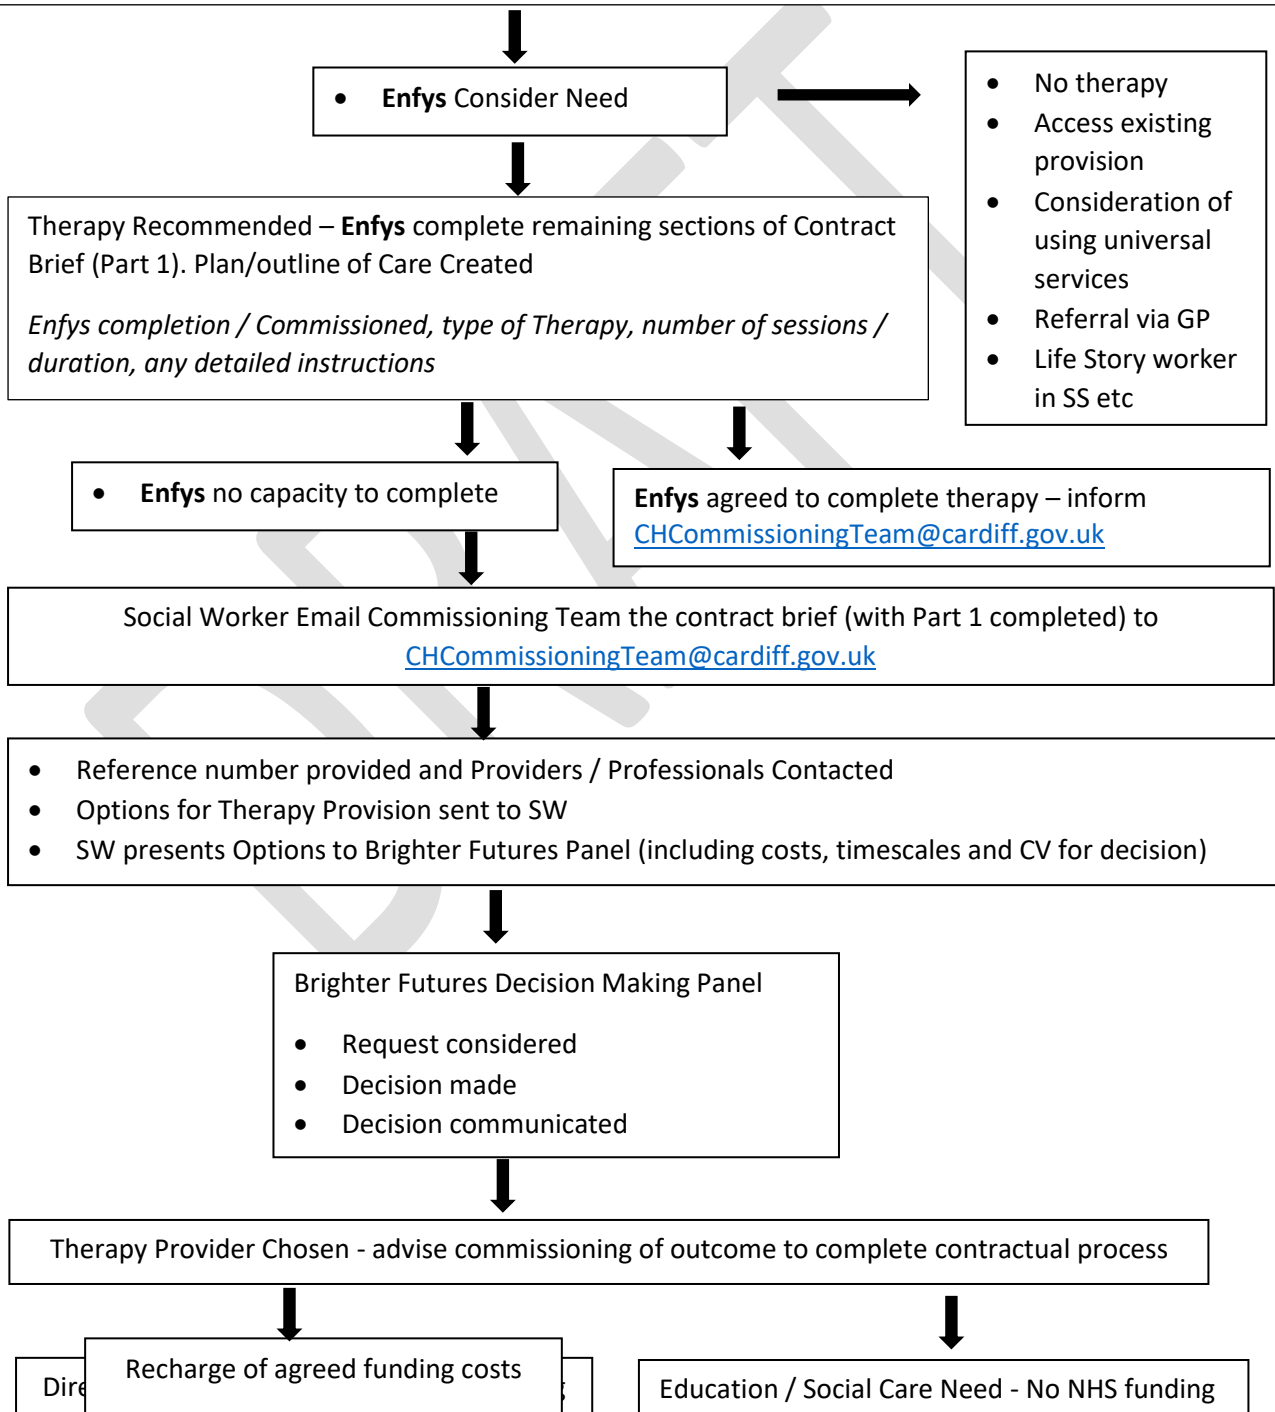 • Enfys Consider Need
• No therapy
• Access existing
provision
• Consideration of
using universal
services
• Referral via GP
• Life Story worker
in SS etc
Therapy Recommended – Enfys complete remaining sections of Contract
Brief (Part 1). Plan/outline of Care Created
Enfys completion / Commissioned, type of Therapy, number of sessions /
duration, any detailed instructions
• Enfys no capacity to complete
Enfys agreed to complete therapy – inform
CHCommissioningTeam@cardiff.gov.uk
Social Worker Email Commissioning Team the contract brief (with Part 1 completed) to
CHCommissioningTeam@cardiff.gov.uk
• Reference number provided and Providers / Professionals Contacted
• Options for Therapy Provision sent to SW
• SW presents Options to Brighter Futures Panel (including costs, timescales and CV for decision)
Brighter Futures Decision Making Panel
• Request considered
• Decision made
• Decision communicated
Therapy Provider Chosen - advise commissioning of outcome to complete contractual process
Recharge of agreed funding costs
Education / Social Care Need - No NHS funding
DRAFT